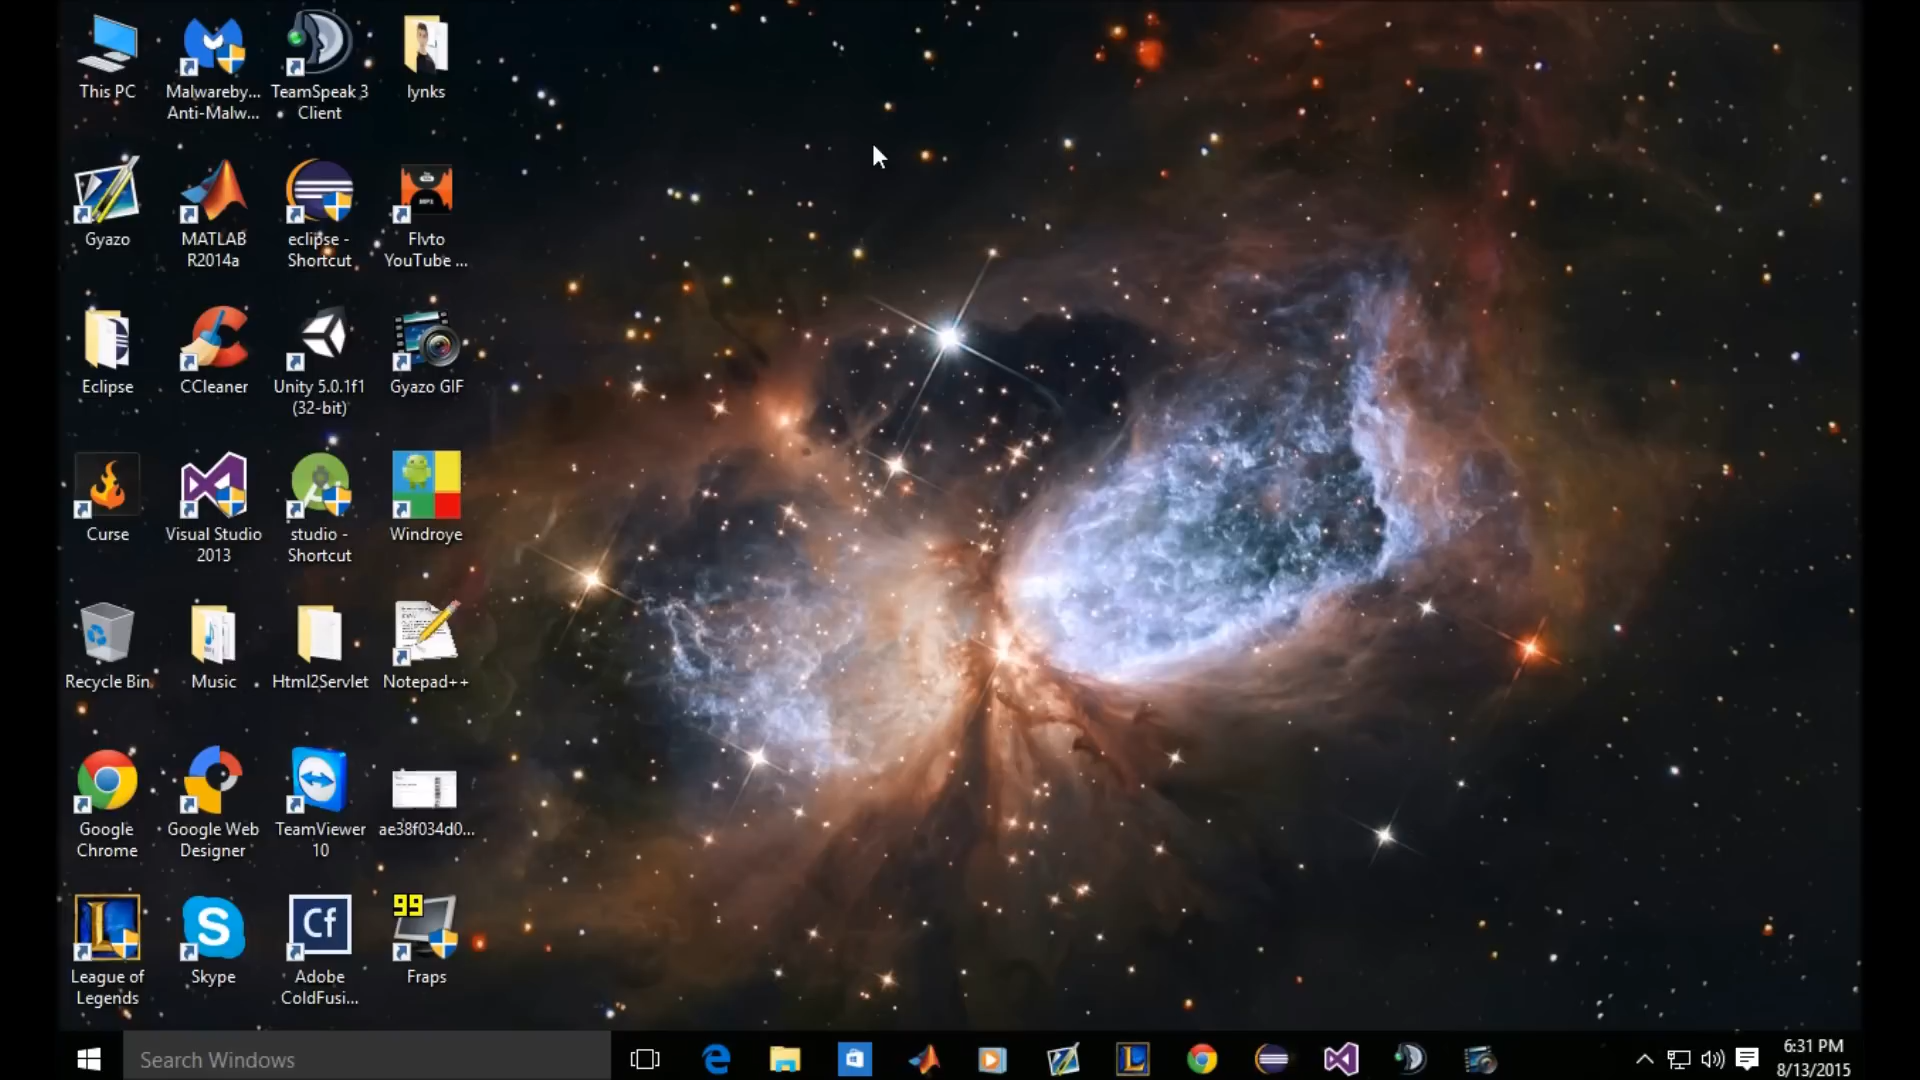 This PC
Malwareby...
Anti-Malw...
TeamSpeak 3
Client
lynks
Gyazo
MATLAB
R2014a
eclipse -
Shortcut
MP3
Flvto
YouTube ...
Eclipse
CCleaner
Unity 5.0.1f1
(32-bit)
Gyazo GIF
Curse
Visual Studio
2013
studio -
Shortcut
Windroye
Recycle Bin
Music
Html2Servlet
Notepad++
Google
Chrome
Google Web
Designer
TeamViewer
10
ae38f034d0...
L
League of
Legends
S
Skype
Cf
Adobe
ColdFusi...
99
Fraps
Search Windows
L
6:31 PM
8/13/2015